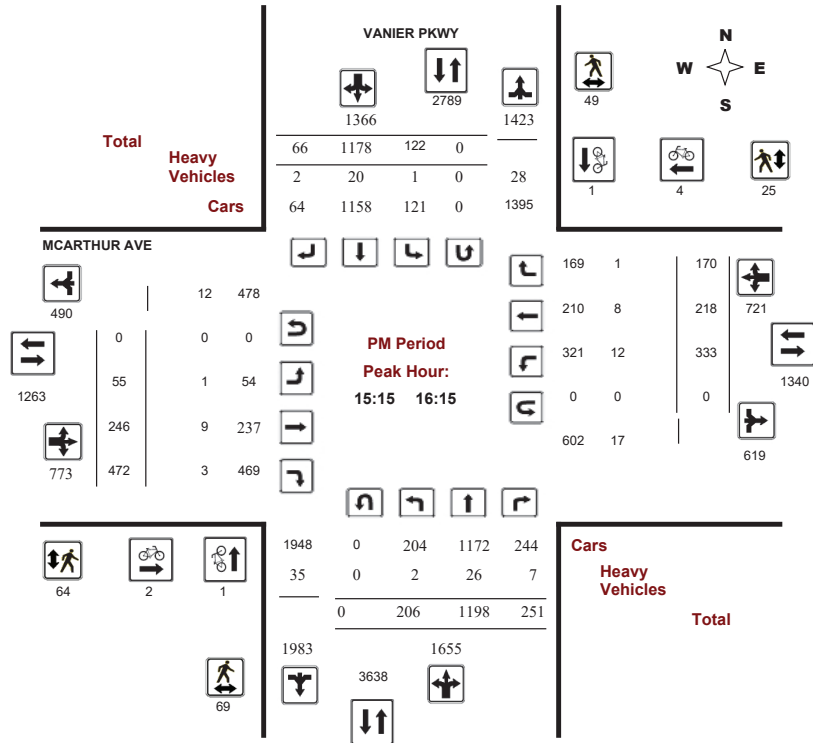 VANIER PKWY
N
W E
S
1366 2789 1423 49
Total 66 1178 122 0
Heavy
Vehicles 2 20 1 0 28 1 4 25
Cars 64 1158 121 0 1395
MCARTHUR AVE
490 12 478 169 1 170 721
0 0 0 210 8 218
PM Period
1263 55 1 54 321 12 333 1340
Peak Hour:
15:15 16:15 0 0 0
246 9 237 602 17 619
773 472 3 469
1948 0 204 1172 244 Cars
35 0 2 26 7 Heavy
Vehicles
64 2 1
0 206 1198 251 Total
1983 1655
3638
69